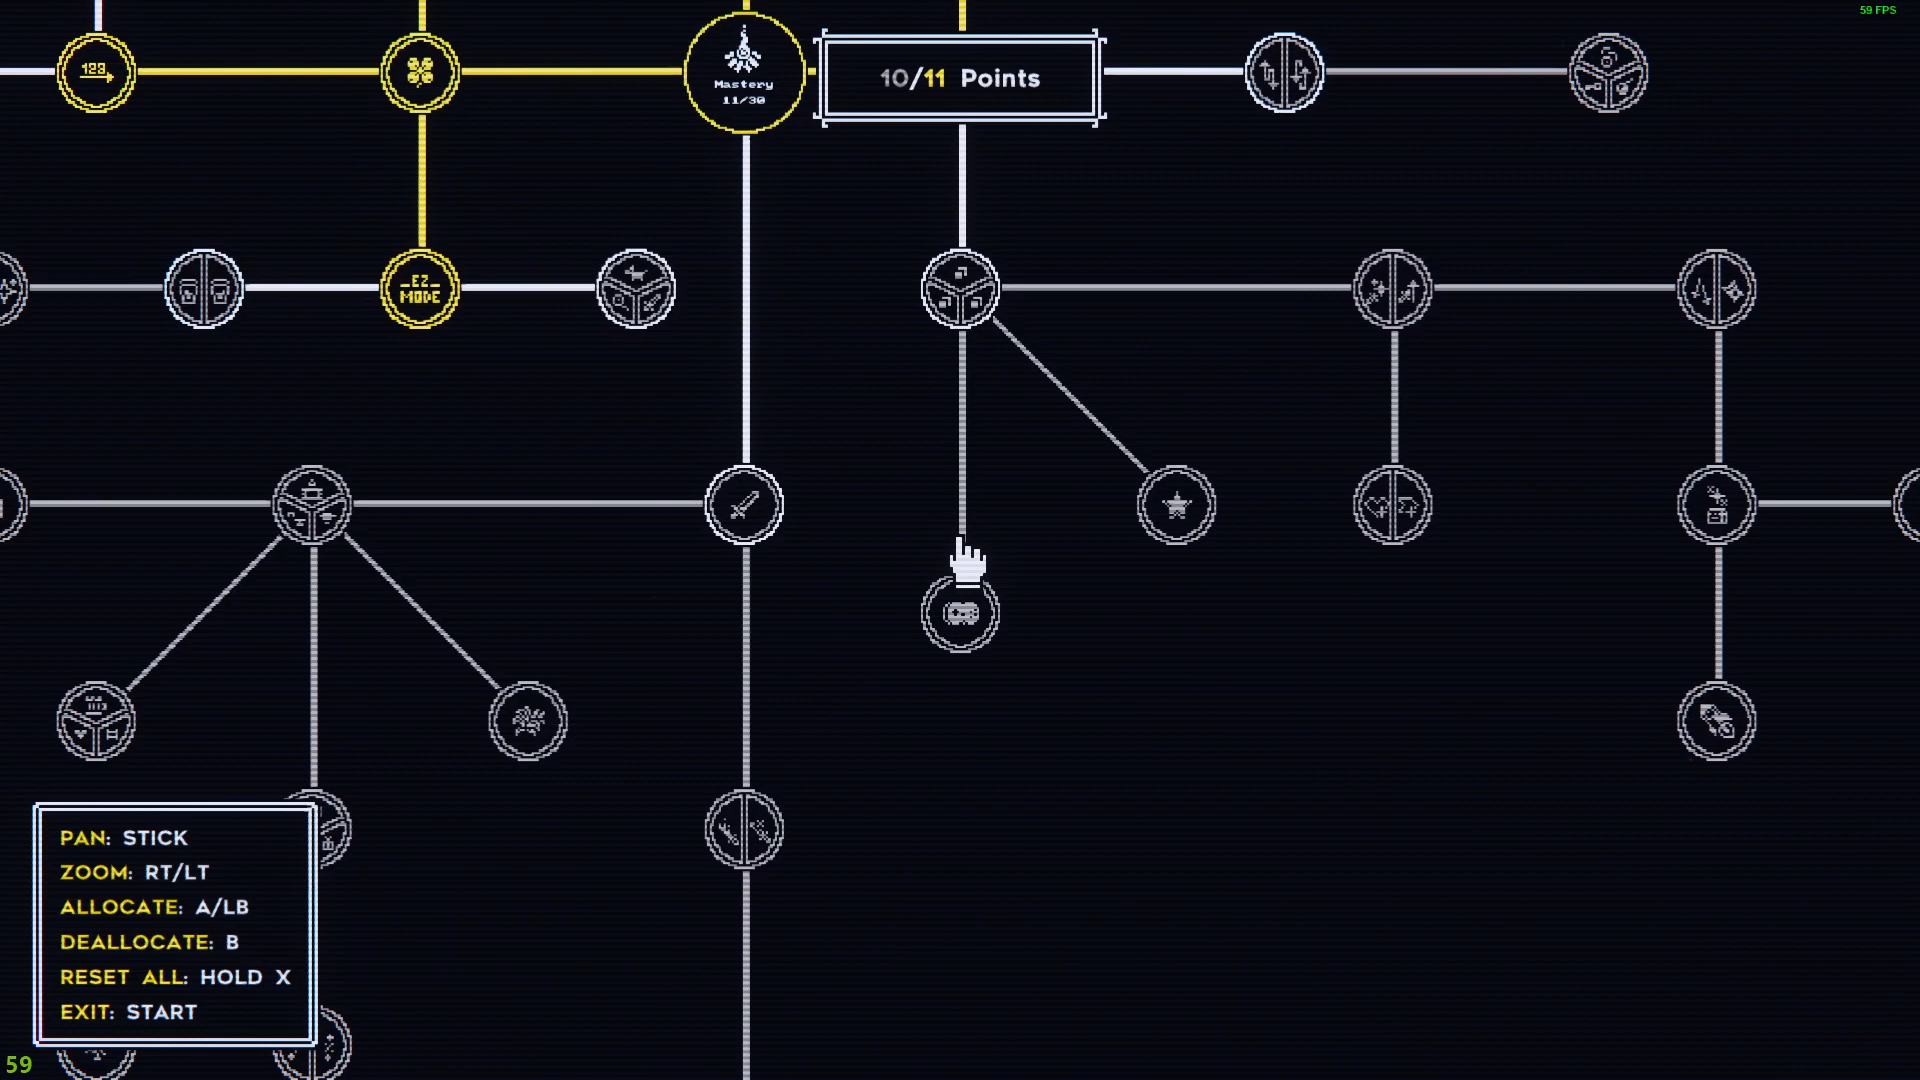 59 FPS
123
Mastery
11/30
10/11 Points
EZ
MODE
PAN: STICK
ZOOM: RT/LT
ALLOCATE: A/LB
DEALLOCATE: B
RESET ALL: HOLD X
EXIT: START
59